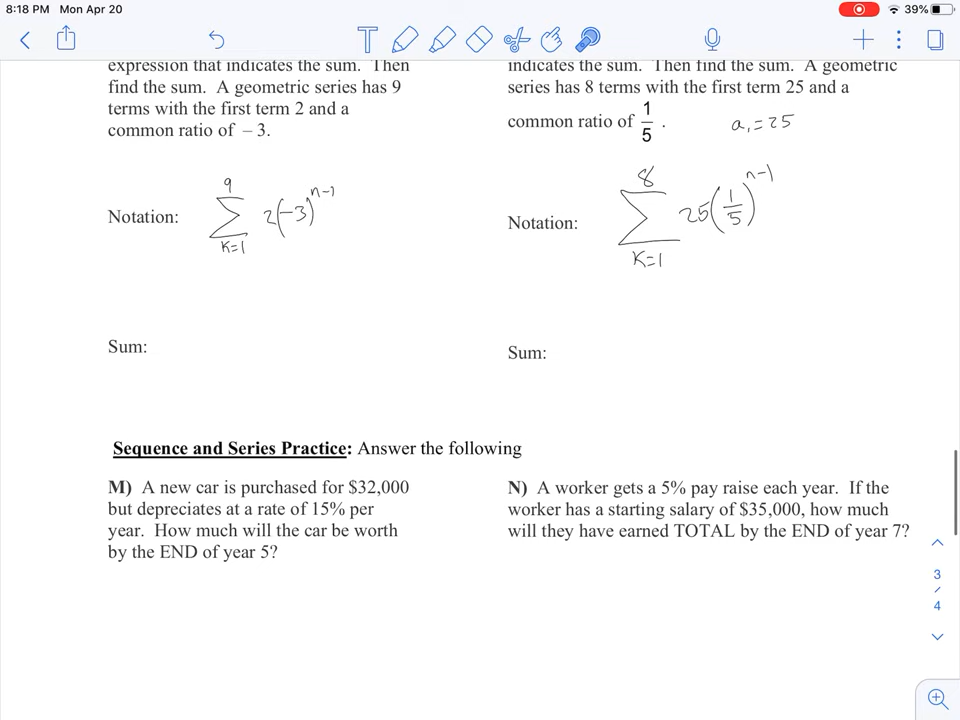 8:18 PM Mon Apr 20
39%
expression that indicates the sum. Then
find the sum. A geometric series has 9
terms with the first term 2 and a
common ratio of – 3.
Notation: 9 ∑ K=1 2(-3)^n-1
Sum:
indicates the sum. Then find the sum. A geometric
series has 8 terms with the first term 25 and a
common ratio of 1/5 . a₁=25
Notation: 8 ∑ K=1 25(1/5)^n-1
Sum:
Sequence and Series Practice: Answer the following
M) A new car is purchased for $32,000
but depreciates at a rate of 15% per
year. How much will the car be worth
by the END of year 5?
N) A worker gets a 5% pay raise each year. If the
worker has a starting salary of $35,000, how much
will they have earned TOTAL by the END of year 7?
3
/
4